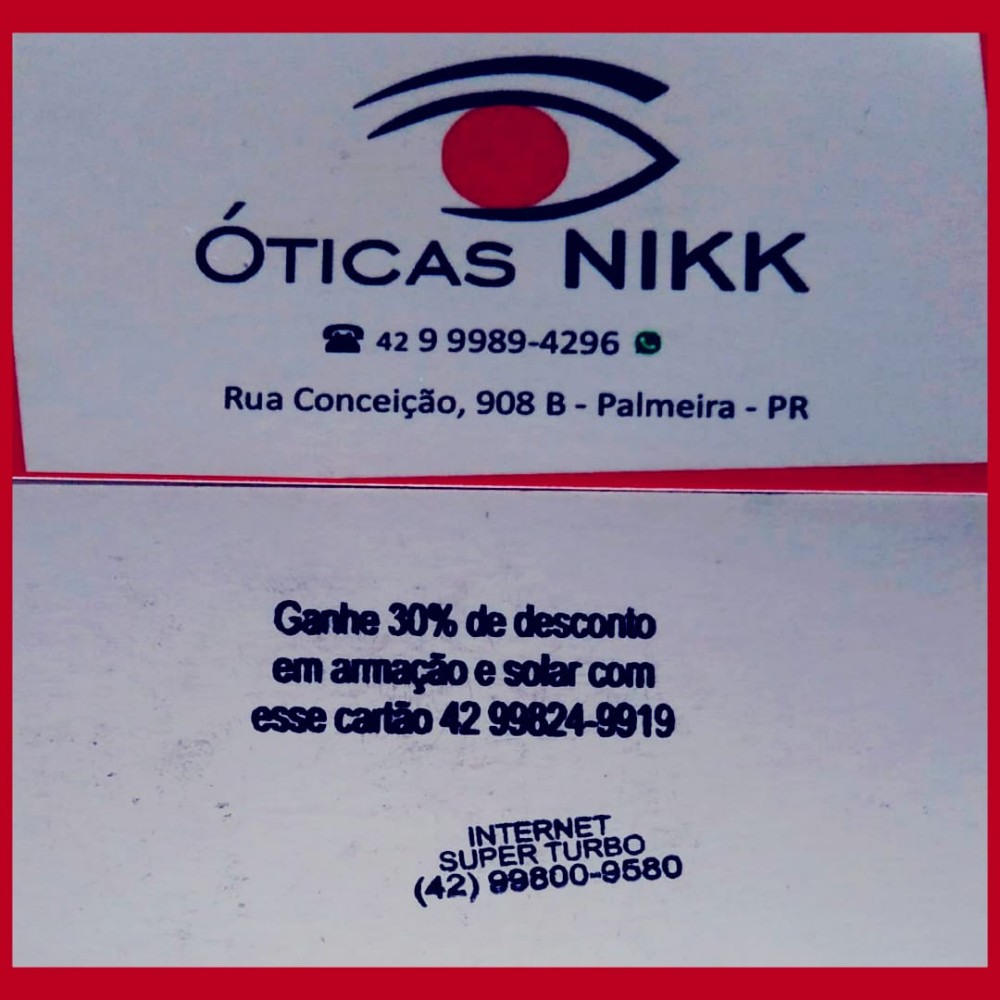 ÓTICAS NIKK
42 9 9989-4296
Rua Conceição, 908 B - Palmeira - PR
Ganhe 30% de desconto
em armação e solar com
esse cartão 42 99824-9919
INTERNET
SUPER TURBO
(42) 99800-9580